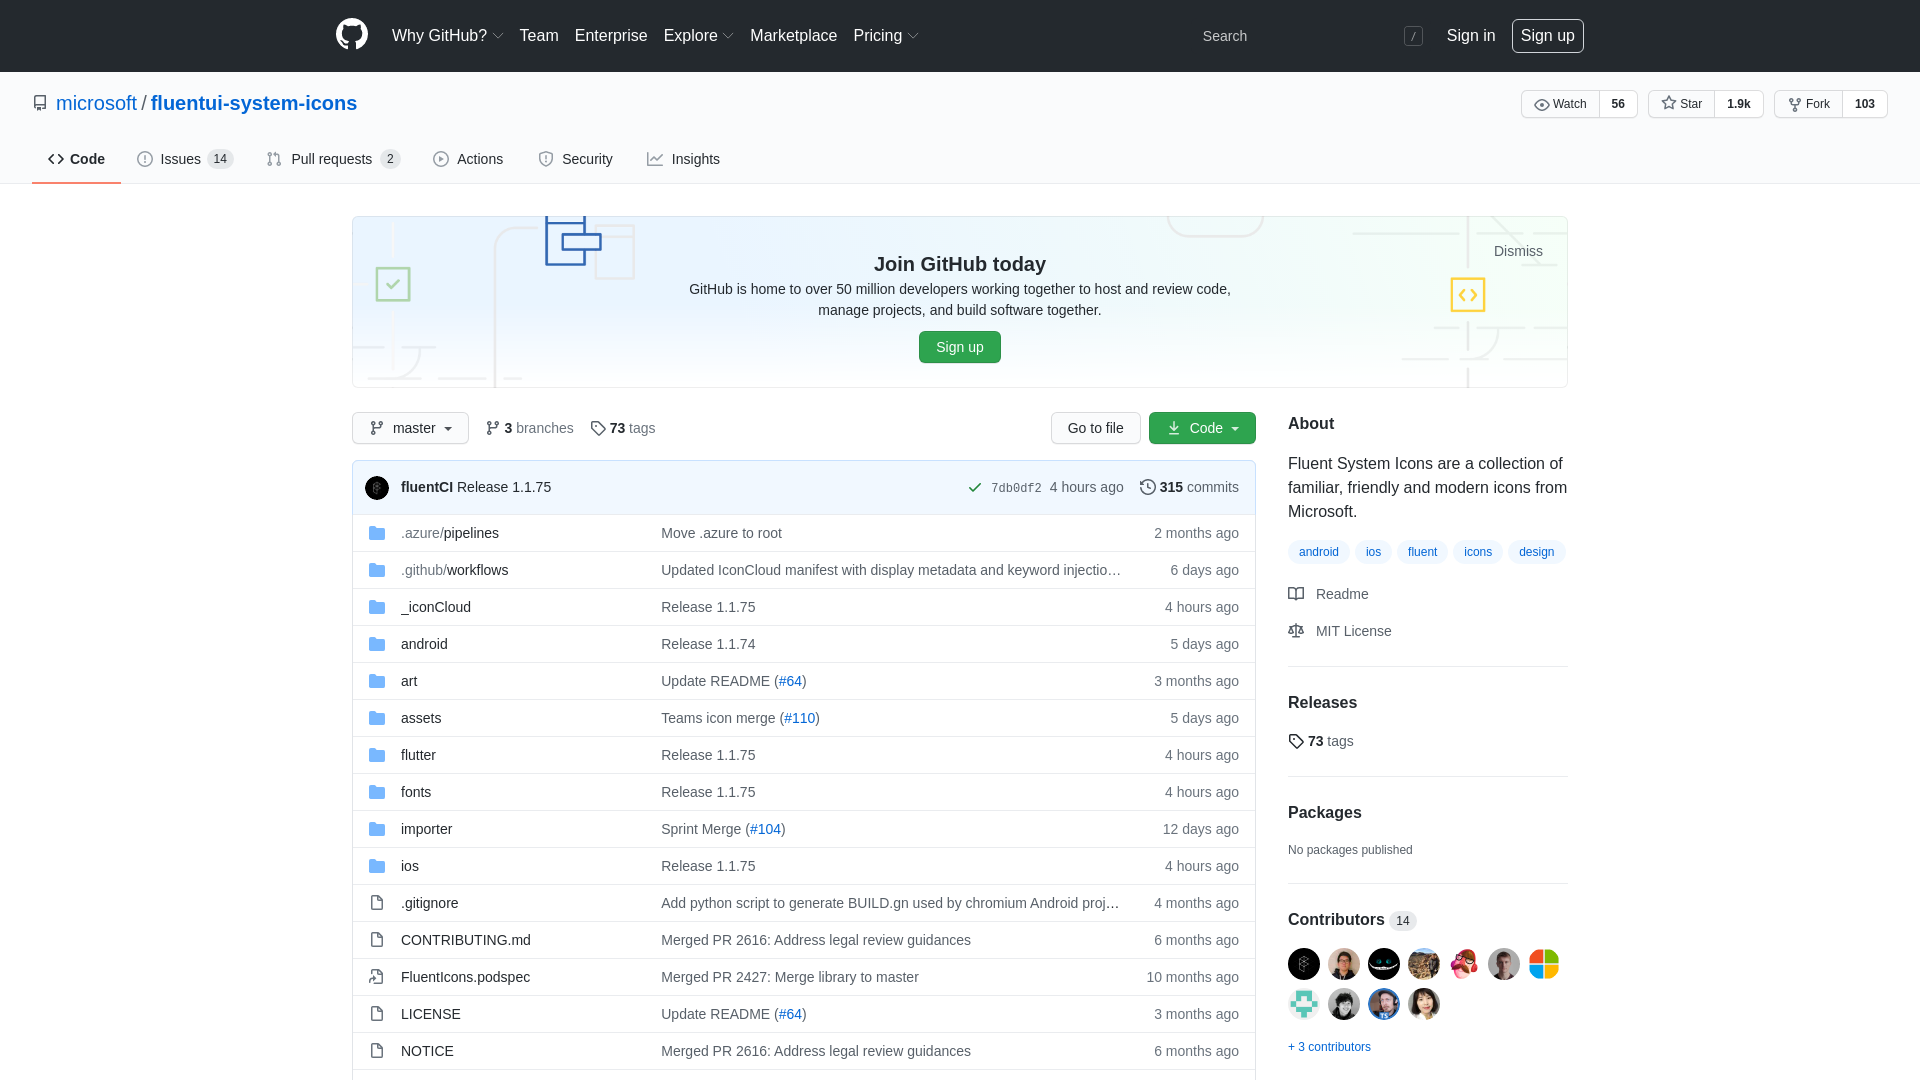 Why GitHub? Team Enterprise Explore Marketplace Pricing Search / Sign in Sign up
microsoft / fluentui-system-icons Watch 56 Star 1.9k Fork 103
Code Issues 14 Pull requests 2 Actions Security Insights
Dismiss
Join GitHub today
GitHub is home to over 50 million developers working together to host and review code,
manage projects, and build software together.
Sign up
master 3 branches 73 tags Go to file Code
fluentCI Release 1.1.75 7db0df2 4 hours ago 315 commits
.azure/pipelines Move .azure to root 2 months ago
.github/workflows Updated IconCloud manifest with display metadata and keyword injectio… 6 days ago
_iconCloud Release 1.1.75 4 hours ago
android Release 1.1.74 5 days ago
art Update README (#64) 3 months ago
assets Teams icon merge (#110) 5 days ago
flutter Release 1.1.75 4 hours ago
fonts Release 1.1.75 4 hours ago
importer Sprint Merge (#104) 12 days ago
ios Release 1.1.75 4 hours ago
.gitignore Add python script to generate BUILD.gn used by chromium Android proj… 4 months ago
CONTRIBUTING.md Merged PR 2616: Address legal review guidances 6 months ago
FluentIcons.podspec Merged PR 2427: Merge library to master 10 months ago
LICENSE Update README (#64) 3 months ago
NOTICE Merged PR 2616: Address legal review guidances 6 months ago
About
Fluent System Icons are a collection of
familiar, friendly and modern icons from
Microsoft.
android ios fluent icons design
Readme
MIT License
Releases
73 tags
Packages
No packages published
Contributors 14
TS
+ 3 contributors